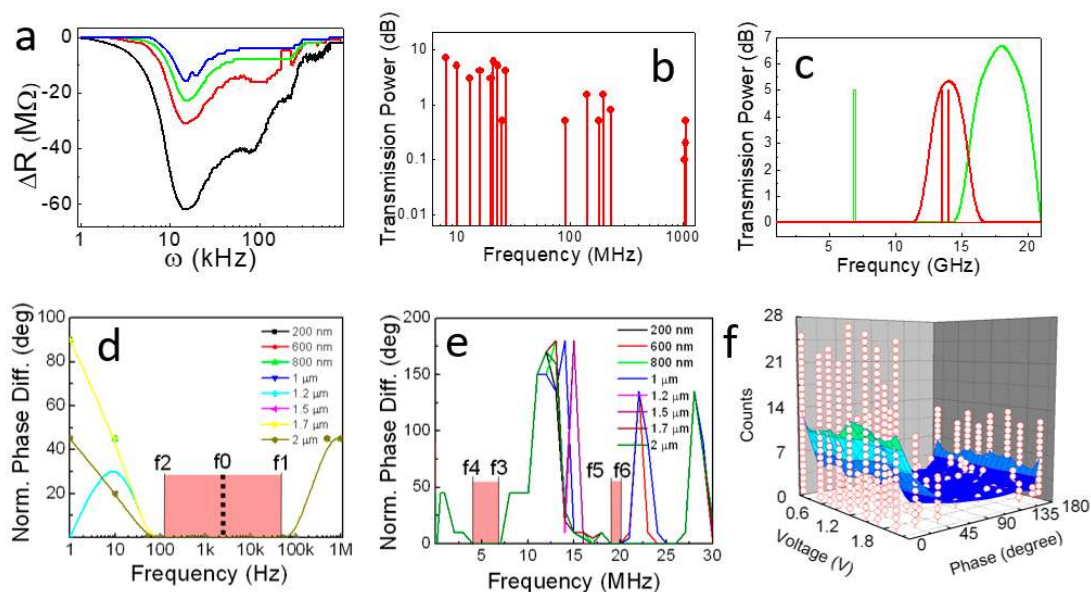 a
ΔR (MΩ)
0
-20
-40
-60
1
10
100
ω (kHz)
b
Transmission Power (dB)
10
1
0.1
0.01
10
100
1000
Frequency (MHz)
c
Transmission Power (dB)
7
6
5
4
3
2
1
0
5
10
15
20
Frequncy (GHz)
d
Norm. Phase Diff. (deg)
100
80
60
40
20
200 nm
600 nm
800 nm
1 μm
1.2 μm
1.5 μm
1.7 μm
2 μm
f2
f0
f1
1
10
100
1k
10k
100k
1M
Frequency (Hz)
e
Norm. Phase Diff. (deg)
200
150
100
50
0
200 nm
600 nm
800 nm
1 μm
1.2 μm
1.5 μm
1.7 μm
2 μm
f4
f3
f5
f6
0
5
10
15
20
25
30
Frequency (MHz)
f
Counts
28
21
14
7
0
0.6
1.2
1.8
Voltage (V)
0
45
90
135
180
Phase (degree)